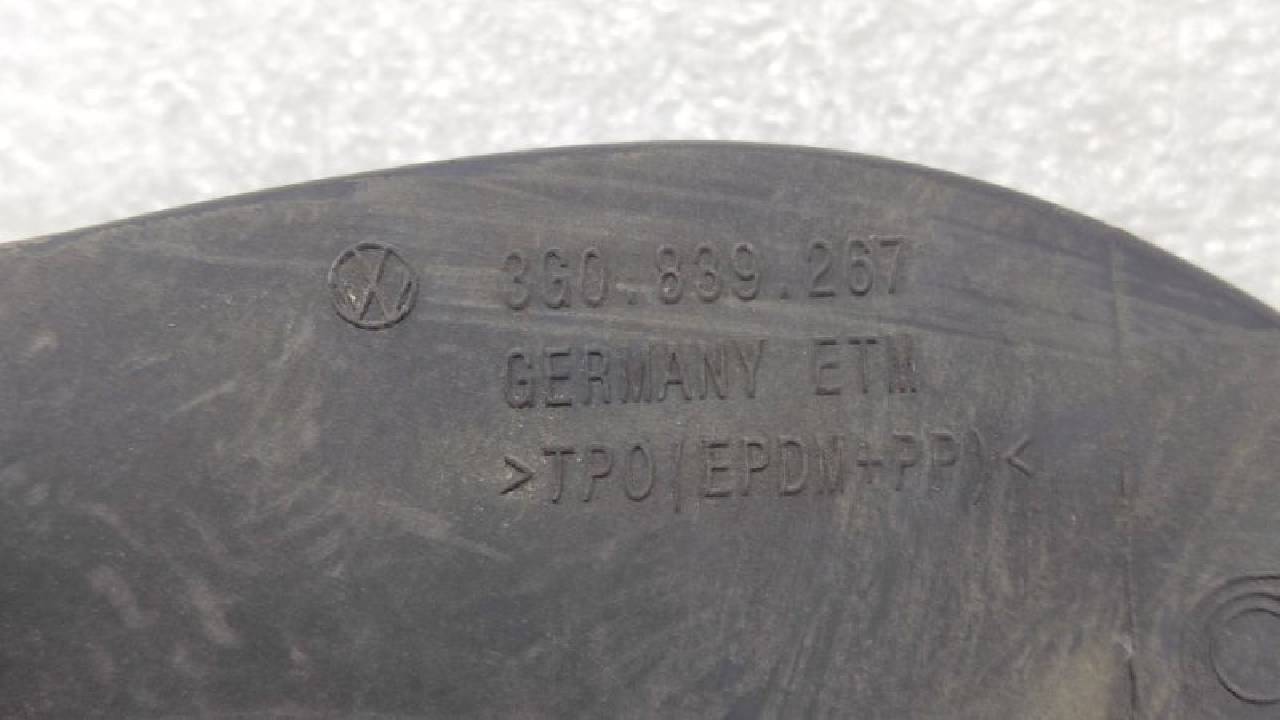 3G0.839.267
GERMANY ETM
>TPO(EPDM+PP)<